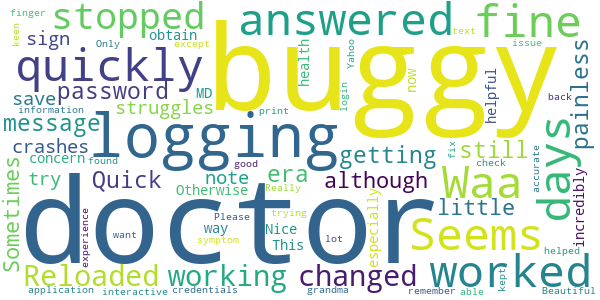 finger
stopped
answered
fine
keen
sign
Only
obtain
except
Yahoo
text
issue
buggy
quickly
password
MD
health
now
login
helpful
painless
save
struggles
information
print
back
message
logging
fix
days
crashes
concern
found
good
getting
still
check
accurate
Sometimes
try
Quick
note
era
although
Waa
incredibly
Otherwise
Really
doctor
way
Nice
This
Please
trying
especially
little
helped
Seems
experience
want
lot
symptom
Reloaded
working
changed
worked
kept
application
interactive
credentials
grandma
remember
able
Beautiful